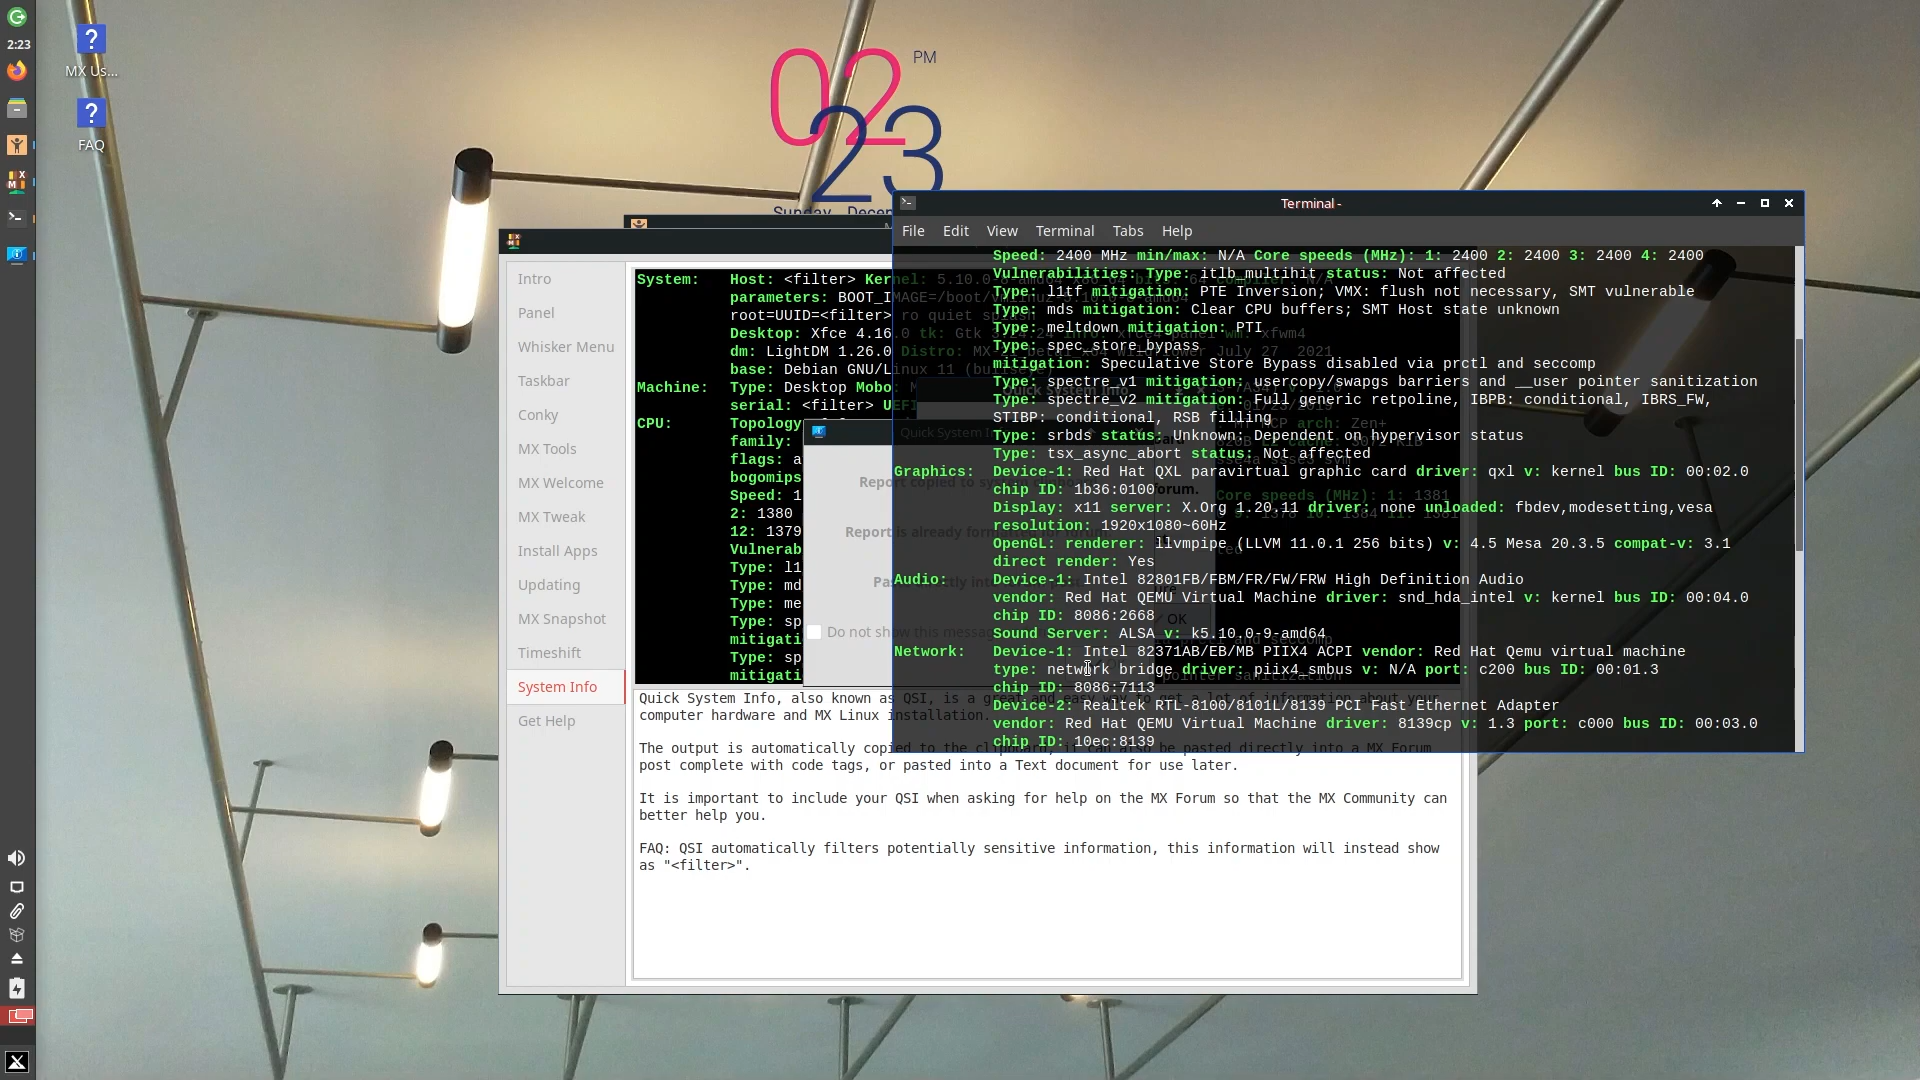 2:23
MX Us...
FAQ
02
PM
23
Terminal -
File Edit View Terminal Tabs Help
Speed: 2400 MHz min/max: N/A Core speeds (MHz): 1: 2400 2: 2400 3: 2400 4: 2400
Vulnerabilities: Type: itlb_multihit status: Not affected
Type: l1tf mitigation: PTE Inversion; VMX: flush not necessary, SMT vulnerable
Type: mds mitigation: Clear CPU buffers; SMT Host state unknown
Type: meltdown mitigation: PTI
Type: spec_store_bypass
mitigation: Speculative Store Bypass disabled via prctl and seccomp
Type: spectre_v1 mitigation: usercopy/swapgs barriers and __user pointer sanitization
Type: spectre_v2 mitigation: Full generic retpoline, IBPB: conditional, IBRS_FW,
STIBP: conditional, RSB filling
Type: srbds status: Unknown: Dependent on hypervisor status
Type: tsx_async_abort status: Not affected
Graphics: Device-1: Red Hat QXL paravirtual graphic card driver: qxl v: kernel bus ID: 00:02.0
chip ID: 1b36:0100
Display: x11 server: X.Org 1.20.11 driver: none unloaded: fbdev,modesetting,vesa
resolution: 1920x1080~60Hz
OpenGL: renderer: llvmpipe (LLVM 11.0.1 256 bits) v: 4.5 Mesa 20.3.5 compat-v: 3.1
direct render: Yes
Audio: Device-1: Intel 82801FB/FBM/FR/FW/FRW High Definition Audio
vendor: Red Hat QEMU Virtual Machine driver: snd_hda_intel v: kernel bus ID: 00:04.0
chip ID: 8086:2668
Sound Server: ALSA v: k5.10.0-9-amd64
Network: Device-1: Intel 82371AB/EB/MB PIIX4 ACPI vendor: Red Hat Qemu virtual machine
type: network bridge driver: piix4_smbus v: N/A port: c200 bus ID: 00:01.3
chip ID: 8086:7113
Device-2: Realtek RTL-8100/8101L/8139 PCI Fast Ethernet Adapter
vendor: Red Hat QEMU Virtual Machine driver: 8139cp v: 1.3 port: c000 bus ID: 00:03.0
chip ID: 10ec:8139
Intro
Panel
Whisker Menu
Taskbar
Conky
MX Tools
MX Welcome
MX Tweak
Install Apps
Updating
MX Snapshot
Timeshift
System Info
Get Help
System: Host: <filter> Kernel: 5.10.0
parameters: BOOT_IMAGE=/boot/
root=UUID=<filter> ro quiet splash
Desktop: Xfce 4.16.0 tk: Gtk
dm: LightDM 1.26.0 Distro:
base: Debian GNU/Linux 11
Machine: Type: Desktop Mobo:
serial: <filter> UEFI
CPU: Topology
family:
flags: a
bogomips
Speed: 1
2: 1380
12: 1379
Vulnerab
Type: l1
Type: md
Type: me
Type: sp
mitigati
Type: sp
mitigati
Do not show this messag
Quick System Info, also known as QSI, is a great and easy way to get a lot of information about your
computer hardware and MX Linux installation.
The output is automatically copied to the clipboard, it can also be pasted directly into a MX Forum
post complete with code tags, or pasted into a Text document for use later.
It is important to include your QSI when asking for help on the MX Forum so that the MX Community can
better help you.
FAQ: QSI automatically filters potentially sensitive information, this information will instead show
as "<filter>".